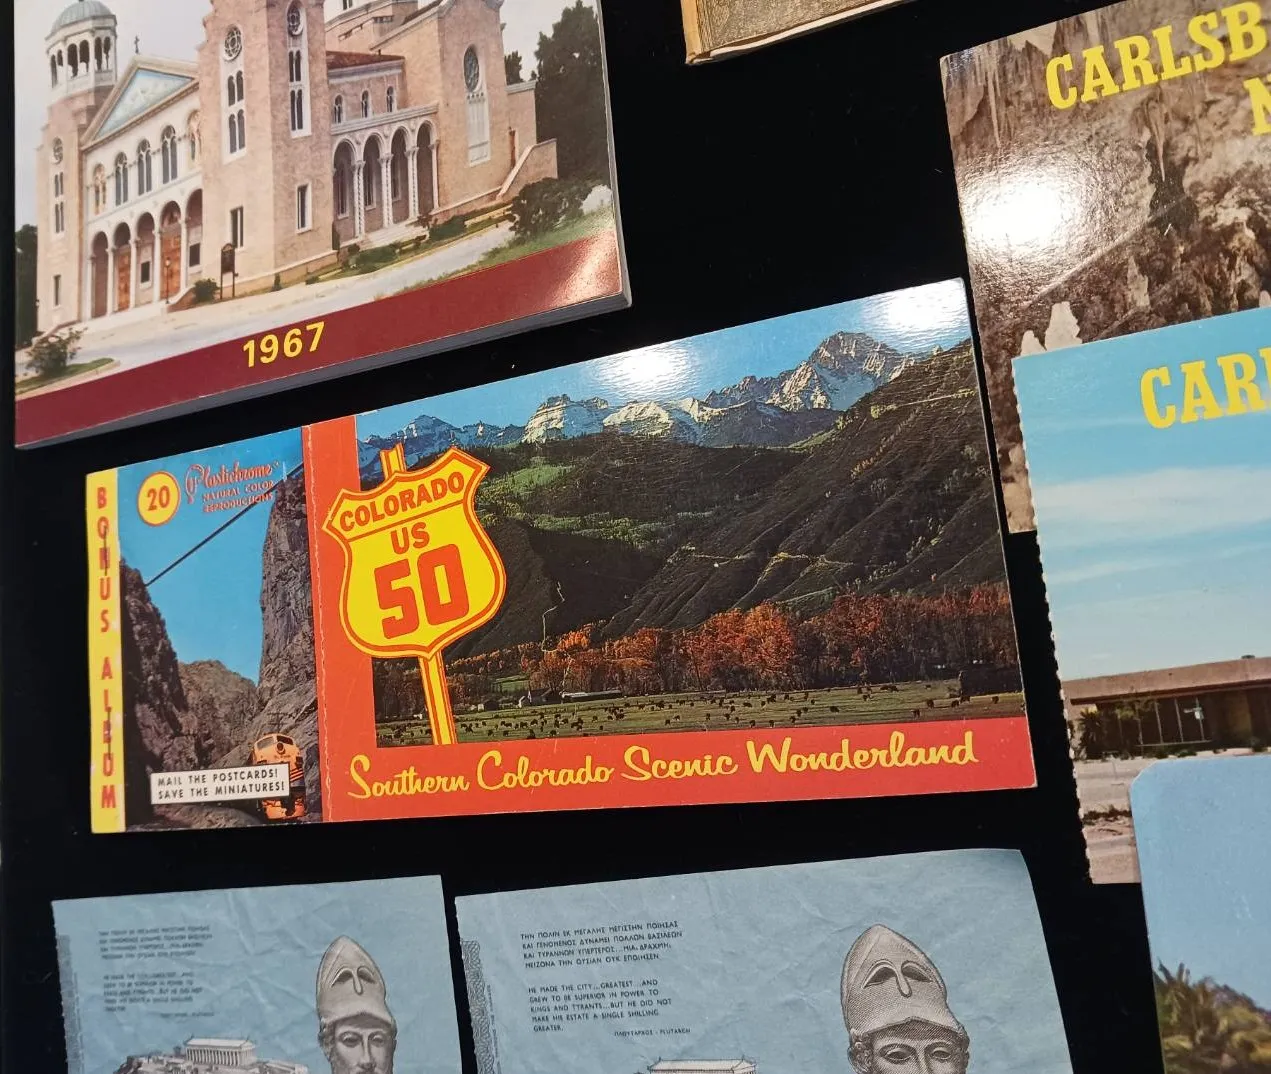 1967
CARLSB
CARL
BONUS ALBUM
20
Plastichrome
NATURAL COLOR
REPRODUCTIONS
COLORADO
US
50
MAIL THE POSTCARDS!
SAVE THE MINIATURES!
Southern Colorado Scenic Wonderland
ΤΗΝ ΠΟΛΙΝ ΕΚ ΜΕΓΑΛΗΣ ΜΕΓΙΣΤΗΝ ΠΟΙΗΣΑΣ
ΚΑΙ ΓΕΝΟΜΕΝΟΣ ΔΥΝΑΜΕΙ ΠΟΛΛΩΝ ΒΑΣΙΛΕΩΝ
ΚΑΙ ΤΥΡΑΝΝΩΝ ΥΠΕΡΤΕΡΟΣ...ΜΙΑι ΔΡΑΧΜΗι
ΜΕΙΖΟΝΑ ΤΗΝ ΟΥΣΙΑΝ ΟΥΚ ΕΠΟΙΗΣΕΝ.
HE MADE THE CITY...GREATEST...AND
GREW TO BE SUPERIOR IN POWER TO
KINGS AND TYRANTS...BUT HE DID NOT
MAKE HIS ESTATE A SINGLE SHILLING
GREATER.
ΠΛΟΥΤΑΡΧΟΣ - PLUTARCH